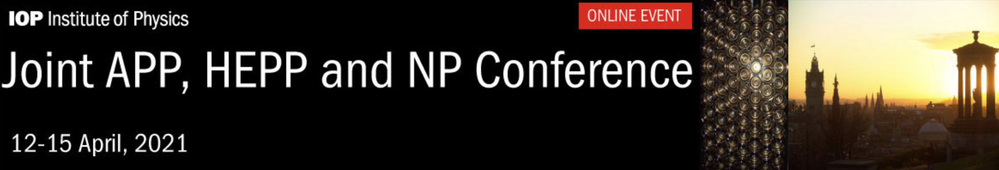 IOP Institute of Physics
ONLINE EVENT
Joint APP, HEPP and NP Conference
12-15 April, 2021